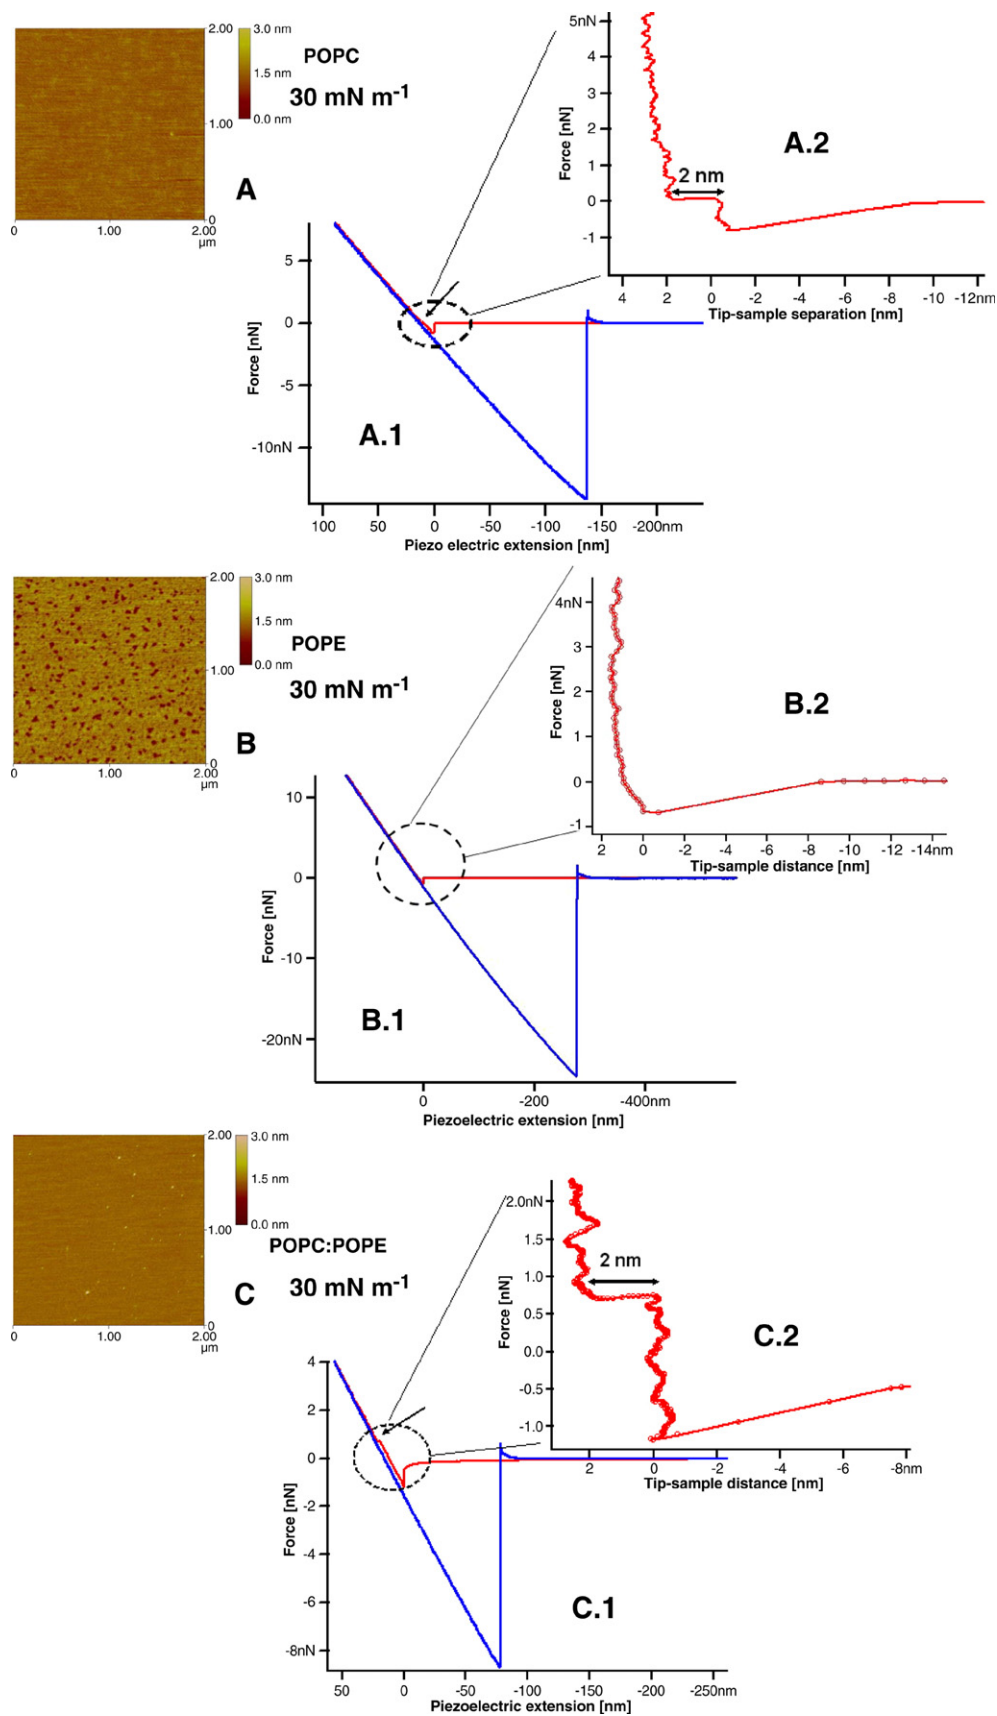 2.00
3.0 nm
1.5 nm
1.00
0.0 nm
0
0
1.00
2.00
µm
POPC
30 mN m-1
A
5nN
4
3
2
1
0
-1
Force [nN]
A.2
2 nm
4 2 0 -2 -4 -6 -8 -10 -12nm
Tip-sample separation [nm]
5
0
-5
-10nN
Force [nN]
A.1
100 50 0 -50 -100 -150 -200nm
Piezo electric extension [nm]
2.00
3.0 nm
1.5 nm
1.00
0.0 nm
0
0
1.00
2.00
µm
POPE
30 mN m-1
B
4nN
3
2
1
0
-1
Force [nN]
B.2
2 0 -2 -4 -6 -8 -10 -12 -14nm
Tip-sample distance [nm]
10
0
-10
-20nN
Force [nN]
B.1
0 -200 -400nm
Piezoelectric extension [nm]
2.00
3.0 nm
1.5 nm
1.00
0.0 nm
0
0
1.00
2.00
µm
POPC:POPE
30 mN m-1
C
2.0nN
1.5
1.0
0.5
0.0
-0.5
-1.0
Force [nN]
2 nm
C.2
2 0 -2 -4 -6 -8nm
Tip-sample distance [nm]
4
2
0
-2
-4
-6
-8nN
Force [nN]
C.1
50 0 -50 -100 -150 -200 -250nm
Piezoelectric extension [nm]